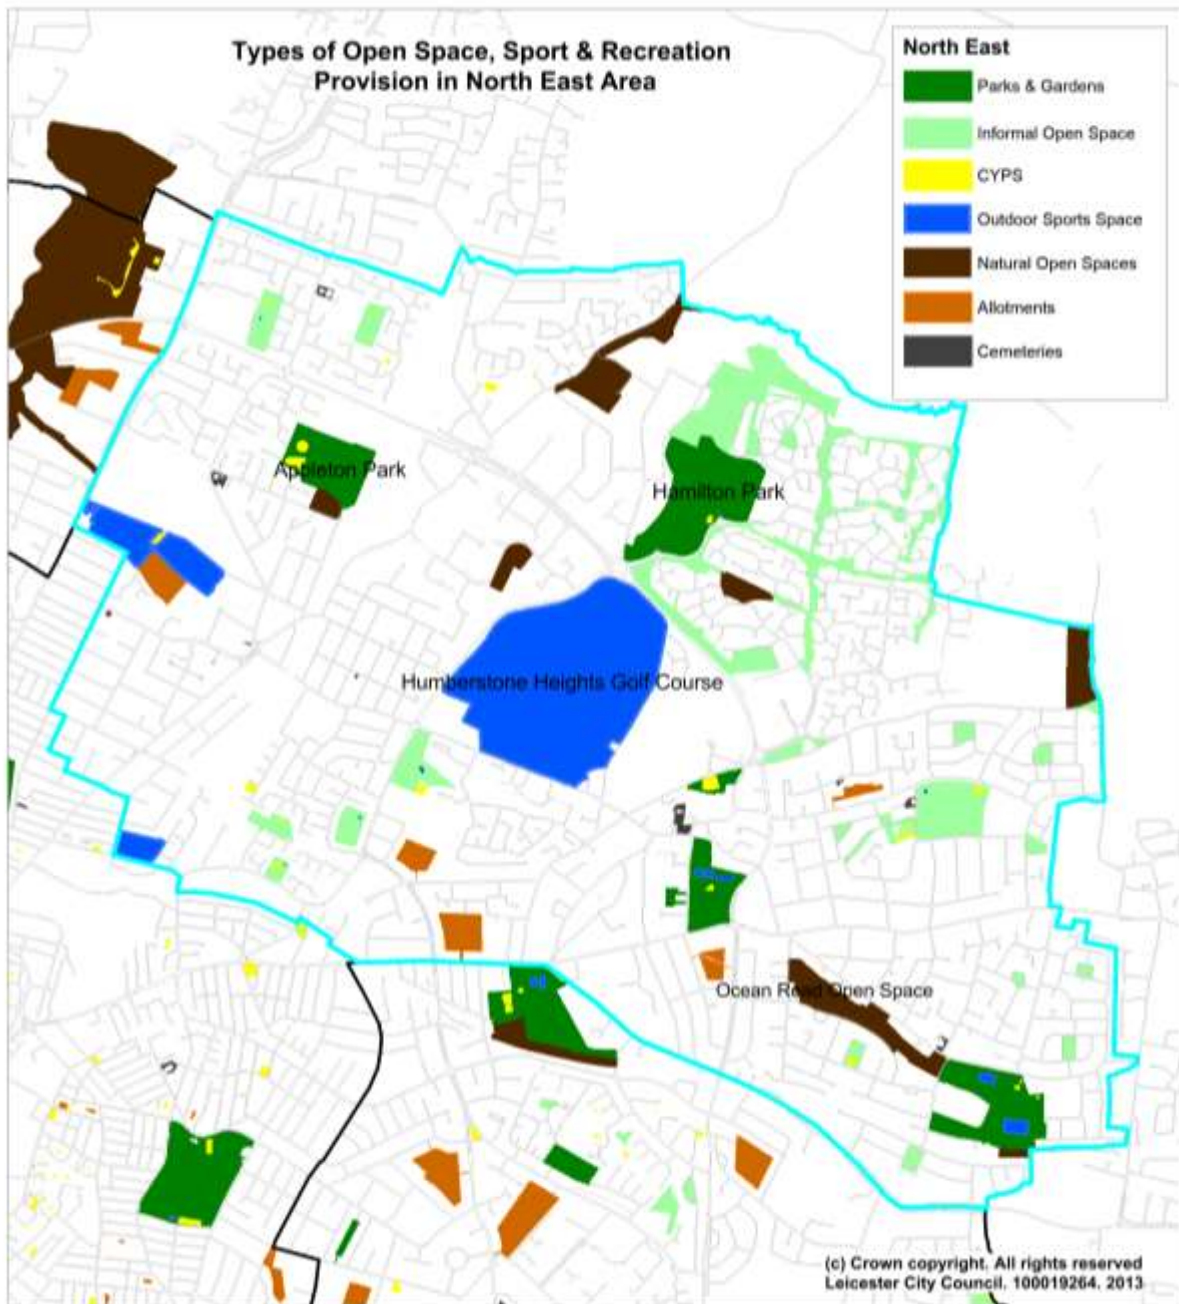 Types of Open Space, Sport & Recreation
Provision in North East Area
North East
Parks & Gardens
Informal Open Space
CYPS
Outdoor Sports Space
Natural Open Spaces
Allotments
Cemeteries
Appleton Park
Hamilton Park
Humberstone Heights Golf Course
Ocean Road Open Space
(c) Crown copyright. All rights reserved
Leicester City Council. 100019264. 2013